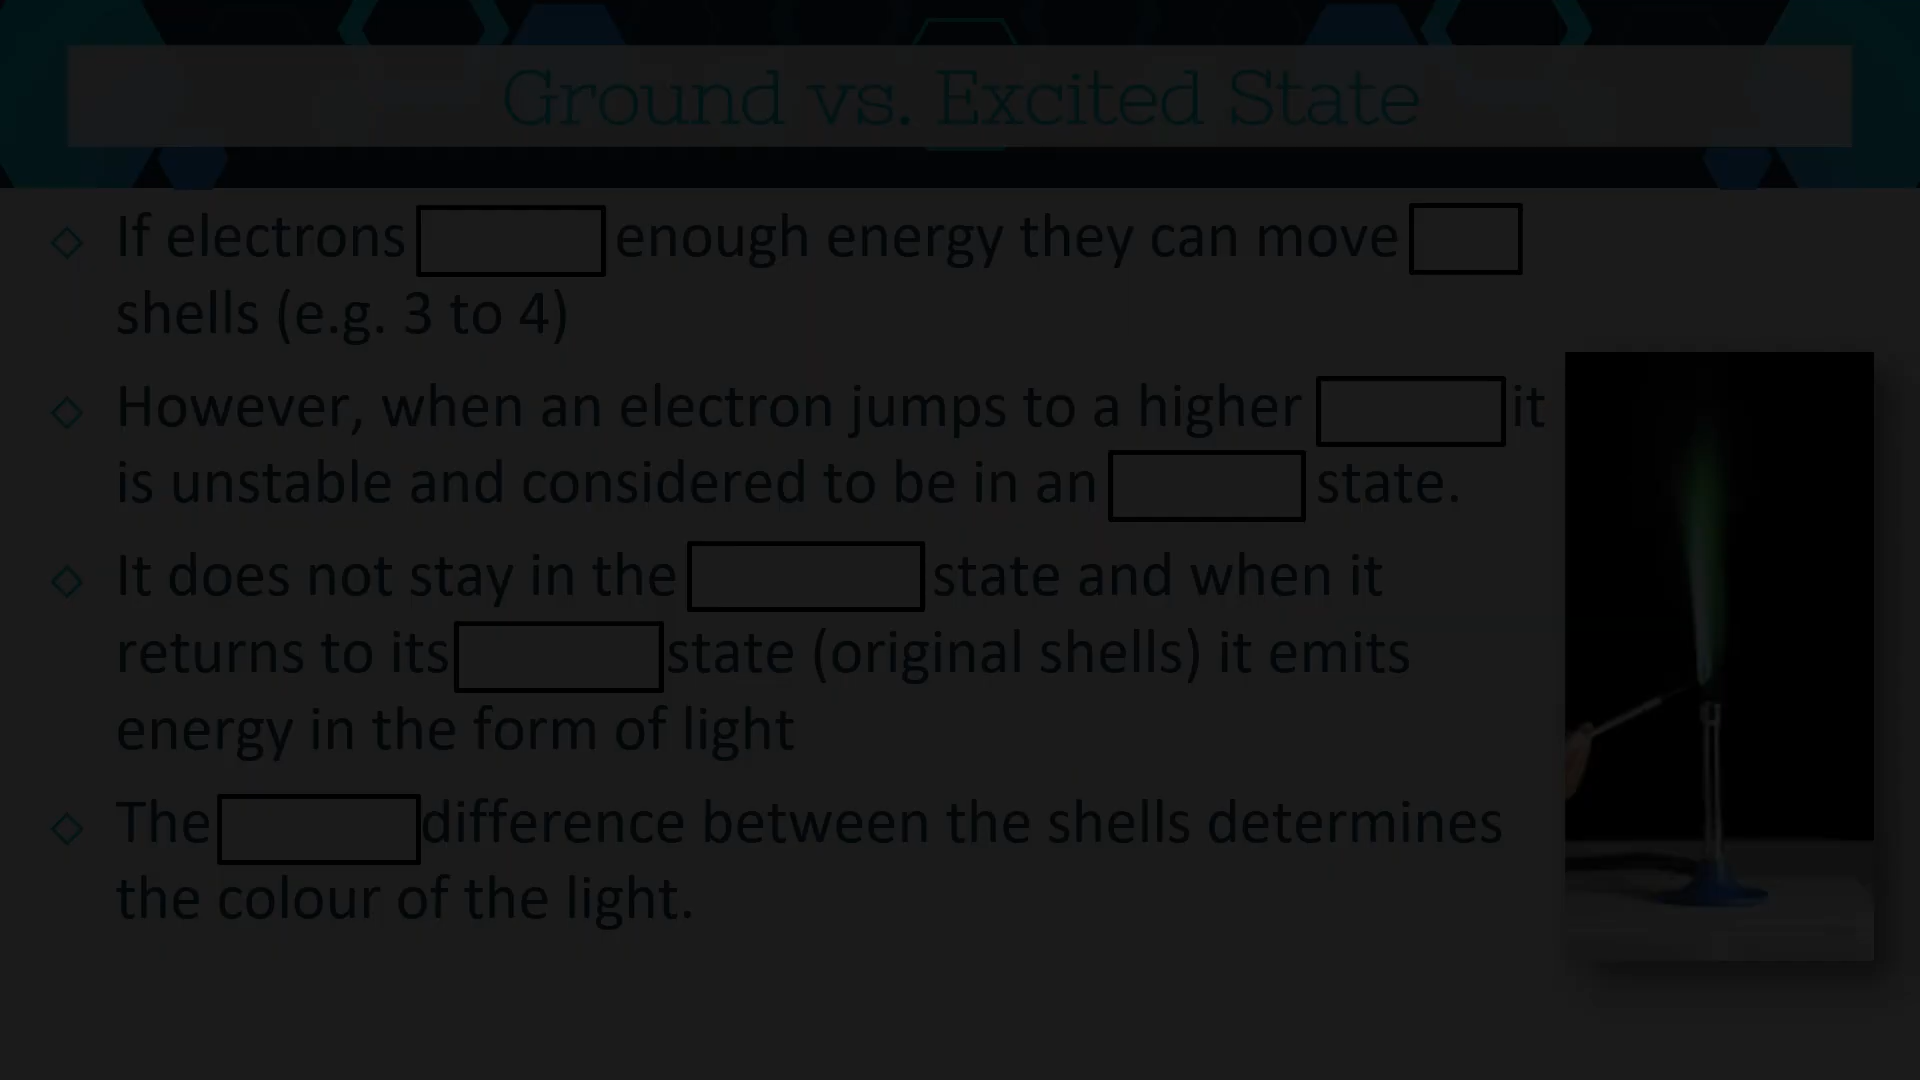 Ground vs. Excited State
If electrons enough energy they can move
shells (e.g. 3 to 4)
However, when an electron jumps to a higher it
is unstable and considered to be in an state.
It does not stay in the state and when it
returns to its state (original shells) it emits
energy in the form of light
The difference between the shells determines
the colour of the light.